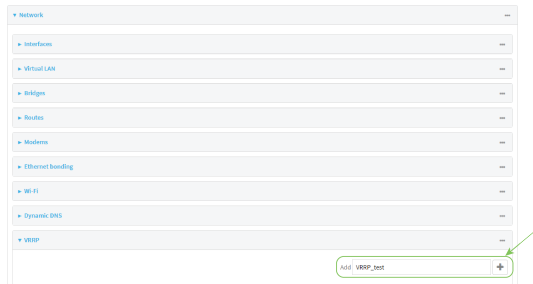 Network
Interfaces
Virtual LAN
Bridges
Routes
Modems
Ethernet bonding
Wi-Fi
Dynamic DNS
VRRP
Add VRRP_test